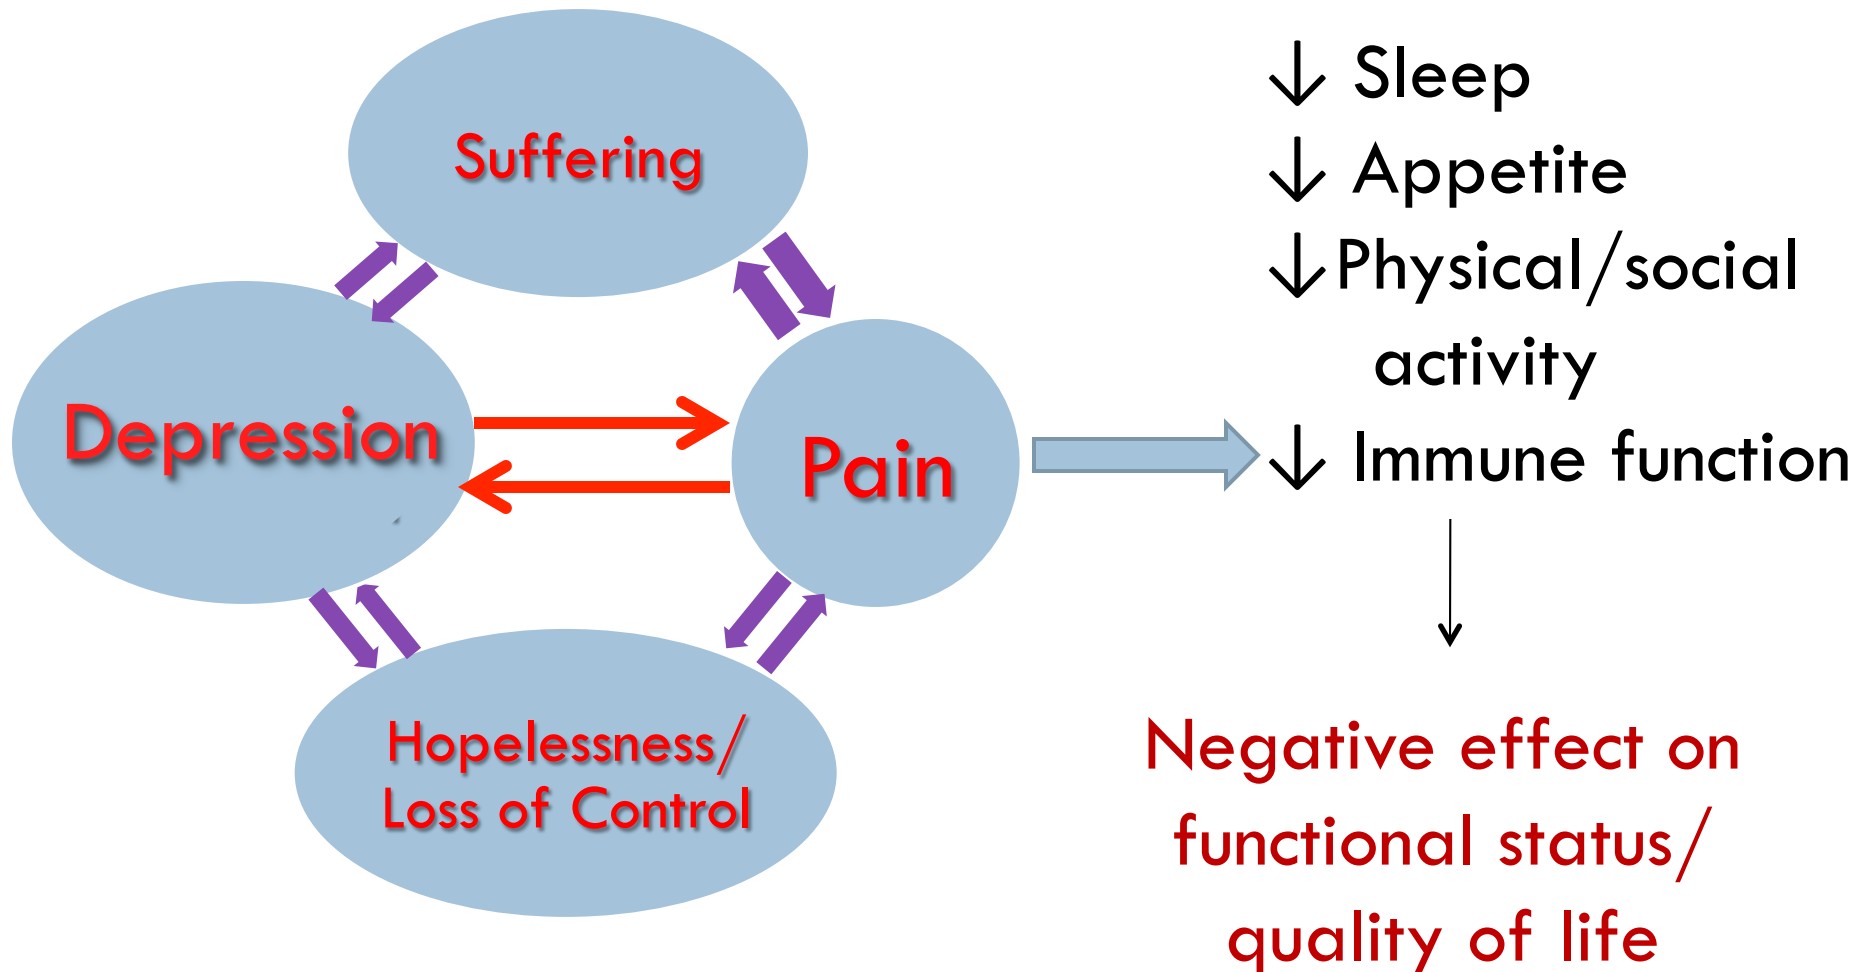 Suffering
Depression
Pain
Hopelessness/
Loss of Control
↓ Sleep
↓ Appetite
↓Physical/social
activity
↓ Immune function
Negative effect on
functional status/
quality of life